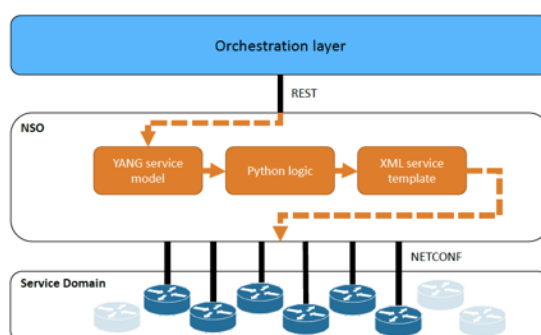 Orchestration layer
REST
NSO
YANG service
model
Python logic
XML service
template
NETCONF
Service Domain